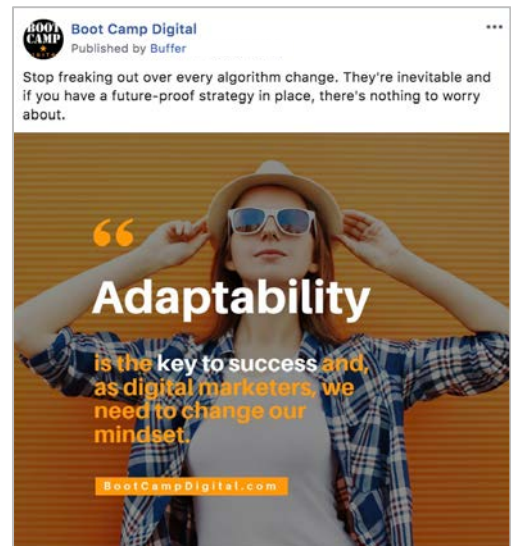 BOOT
CAMP
Boot Camp Digital
Published by Buffer
Stop freaking out over every algorithm change. They're inevitable and
if you have a future-proof strategy in place, there's nothing to worry
about.
“
Adaptability
is the key to success and,
as digital marketers, we
need to change our
mindset.
BootCampDigital.com